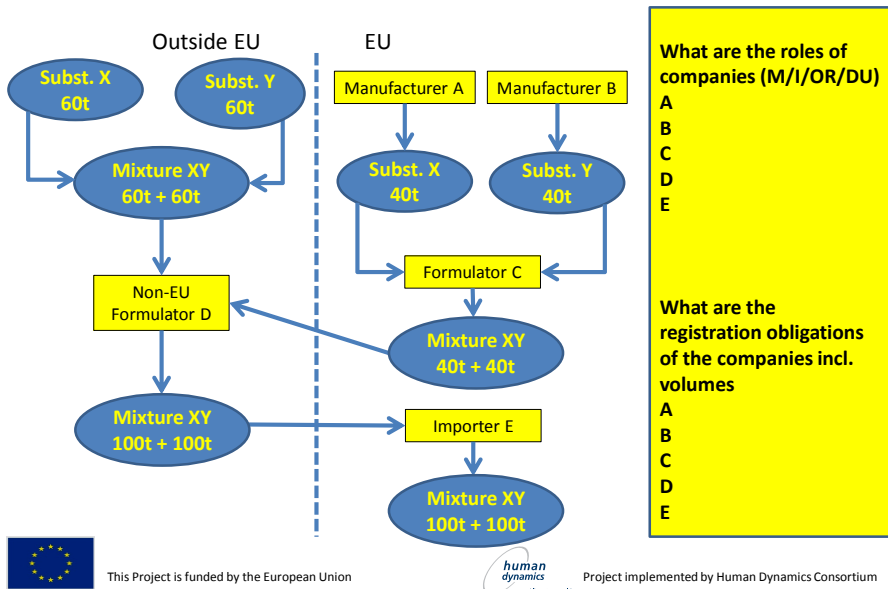 Outside EU
EU
Subst. X
60t
Subst. Y
60t
Manufacturer A
Manufacturer B
Mixture XY
60t + 60t
Subst. X
40t
Subst. Y
40t
Non-EU
Formulator D
Formulator C
Mixture XY
40t + 40t
Mixture XY
100t + 100t
Importer E
Mixture XY
100t + 100t
What are the roles of
companies (M/I/OR/DU)
A
B
C
D
E
What are the
registration obligations
of the companies incl.
volumes
A
B
C
D
E
This Project is funded by the European Union
human
dynamics
Project implemented by Human Dynamics Consortium